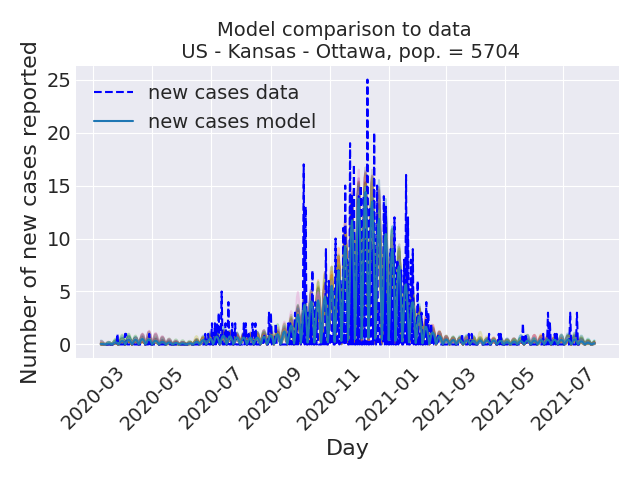 Model comparison to data
US - Kansas - Ottawa, pop. = 5704
Number of new cases reported
25
20
15
10
5
0
new cases data
new cases model
2020-03
2020-05
2020-07
2020-09
2020-11
2021-01
2021-03
2021-05
2021-07
Day